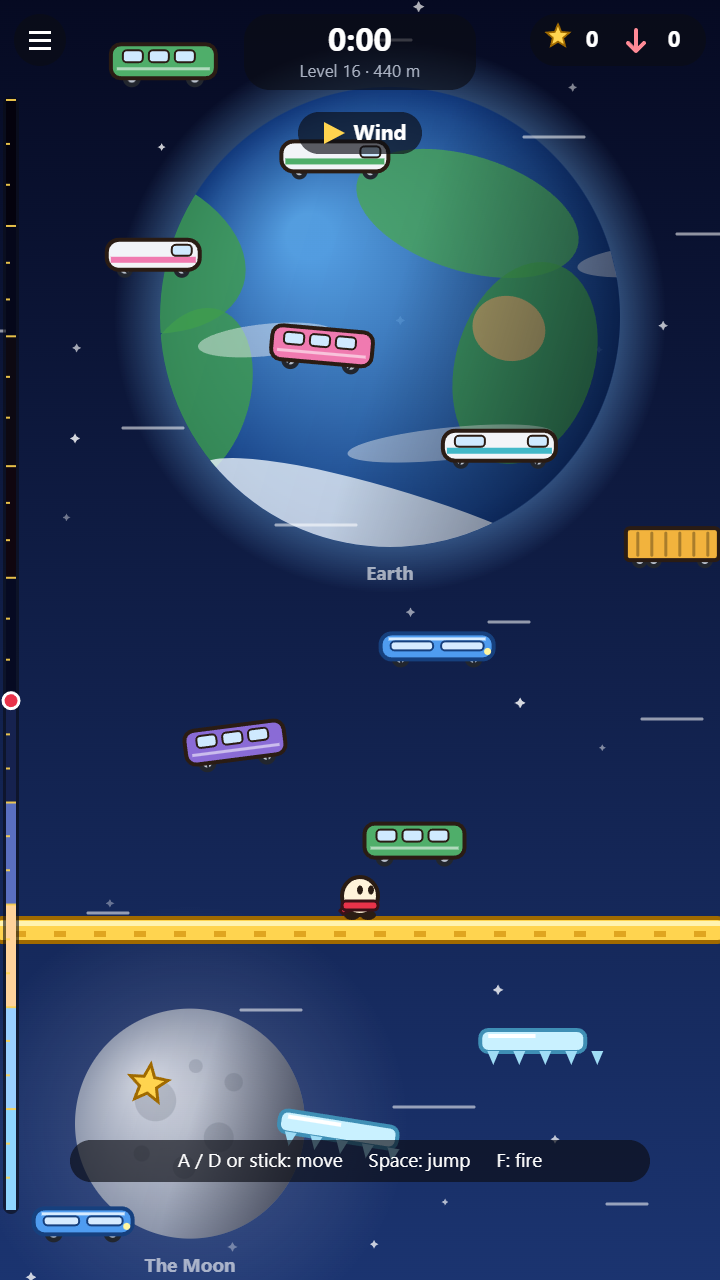 0:00
Level 16 · 440 m
0
0
Wind
Earth
A / D or stick: move Space: jump F: fire
The Moon